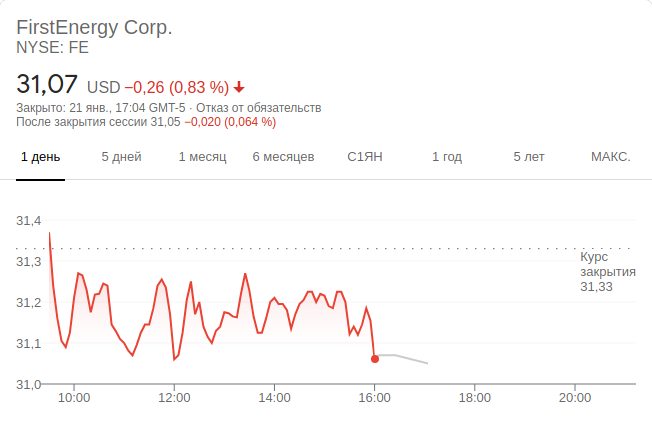 FirstEnergy Corp.
NYSE: FE
31,07 USD −0,26 (0,83 %)
Закрыто: 21 янв., 17:04 GMT-5 · Отказ от обязательств
После закрытия сессии 31,05 −0,020 (0,064 %)
1 день 5 дней 1 месяц 6 месяцев С1ЯН 1 год 5 лет МАКС.
31,4
31,3
31,2
31,1
31,0
Курс
закрытия
31,33
10:00 12:00 14:00 16:00 18:00 20:00